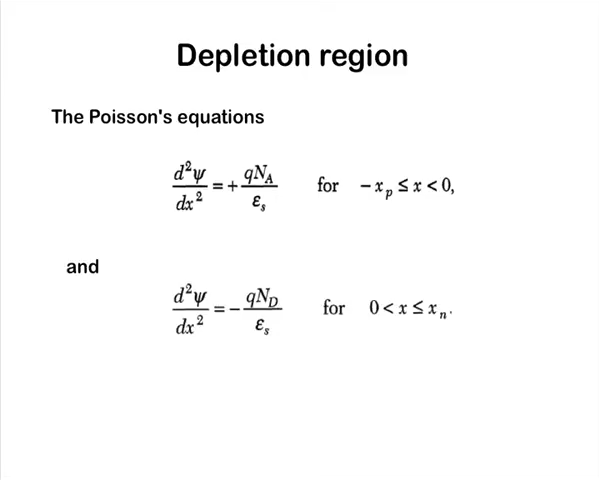 Depletion region
The Poisson's equations
d²ψ/dx² = + qN_A/ε_s for −x_p ≤ x < 0,
and
d²ψ/dx² = − qN_D/ε_s for 0 < x ≤ x_n.